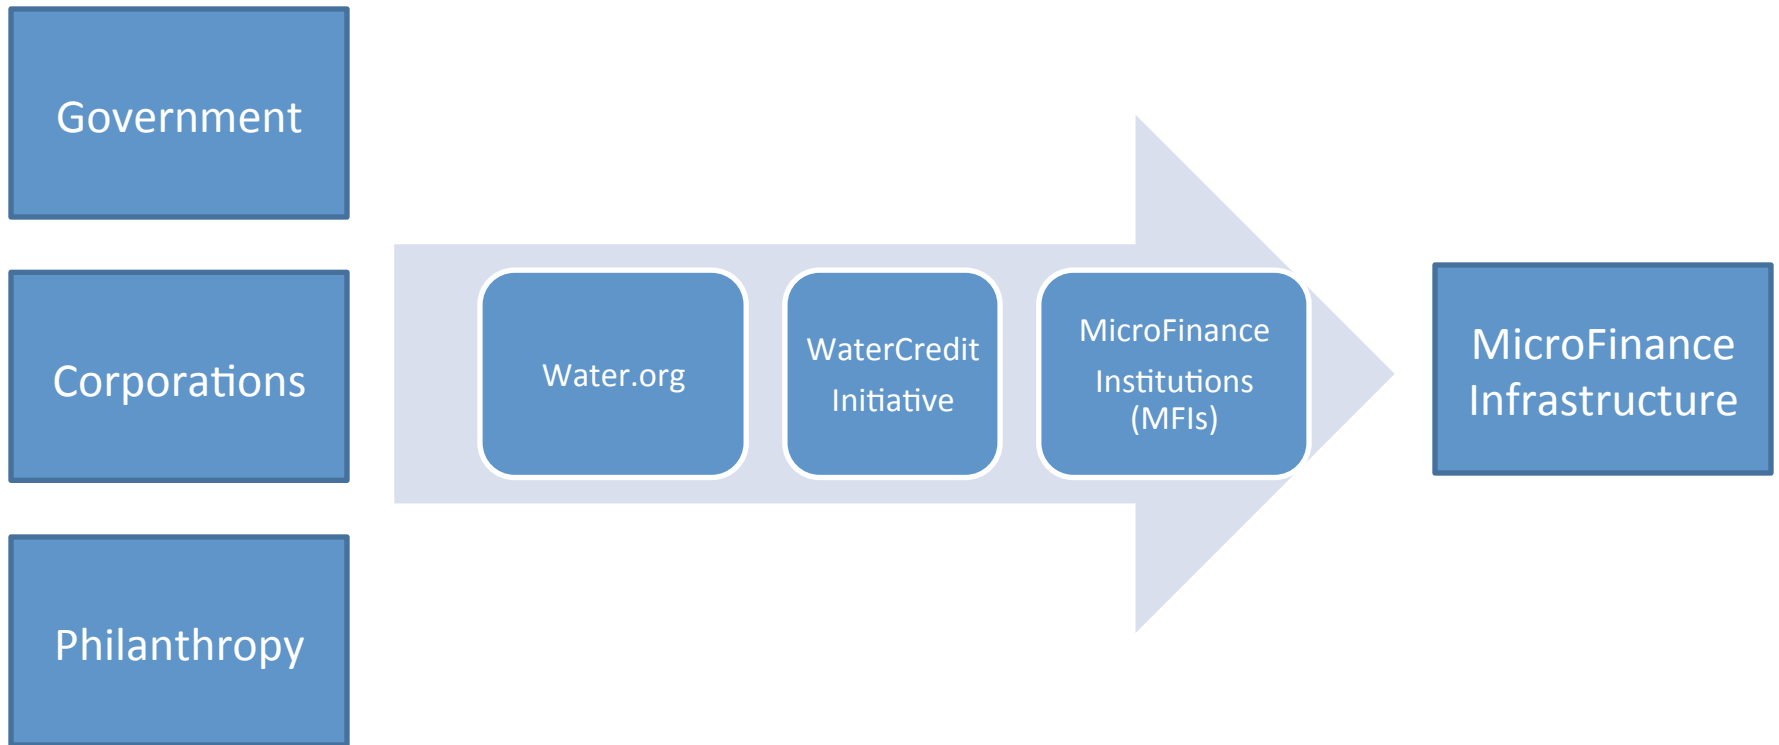 Government
Corporations
Philanthropy
Water.org
WaterCredit
Initiative
MicroFinance
Institutions
(MFIs)
MicroFinance
Infrastructure